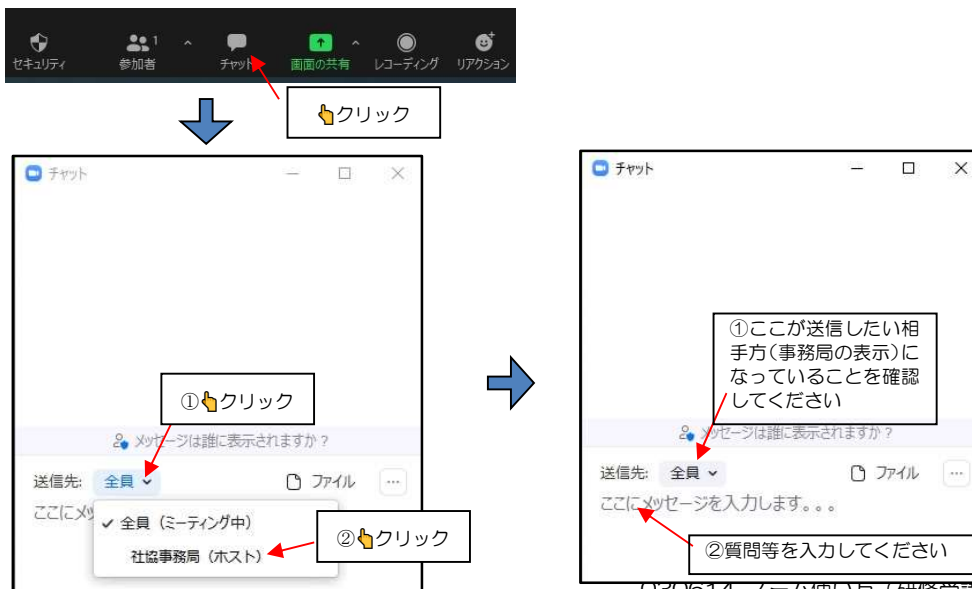 セキュリティ
1
参加者
チャット
画面の共有
レコーディング
リアクション
👆クリック
チャット
①👆クリック
メッセージは誰に表示されますか？
送信先: 全員
ファイル
ここにメッ
✓ 全員（ミーティング中）
社協事務局（ホスト）
②👆クリック
チャット
①ここが送信したい相
手方（事務局の表示）に
なっていることを確認
してください
メッセージは誰に表示されますか？
送信先: 全員
ファイル
ここにメッセージを入力します。。。
②質問等を入力してください